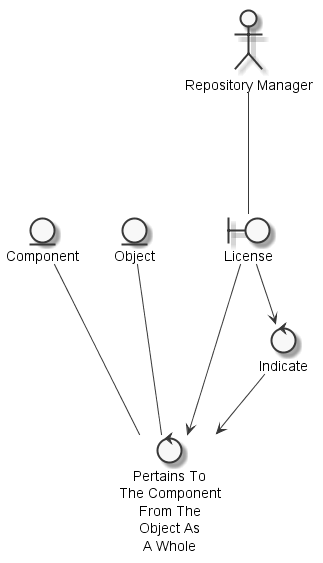 Repository Manager
Component
Object
License
Indicate
Pertains To
The Component
From The
Object As
A Whole